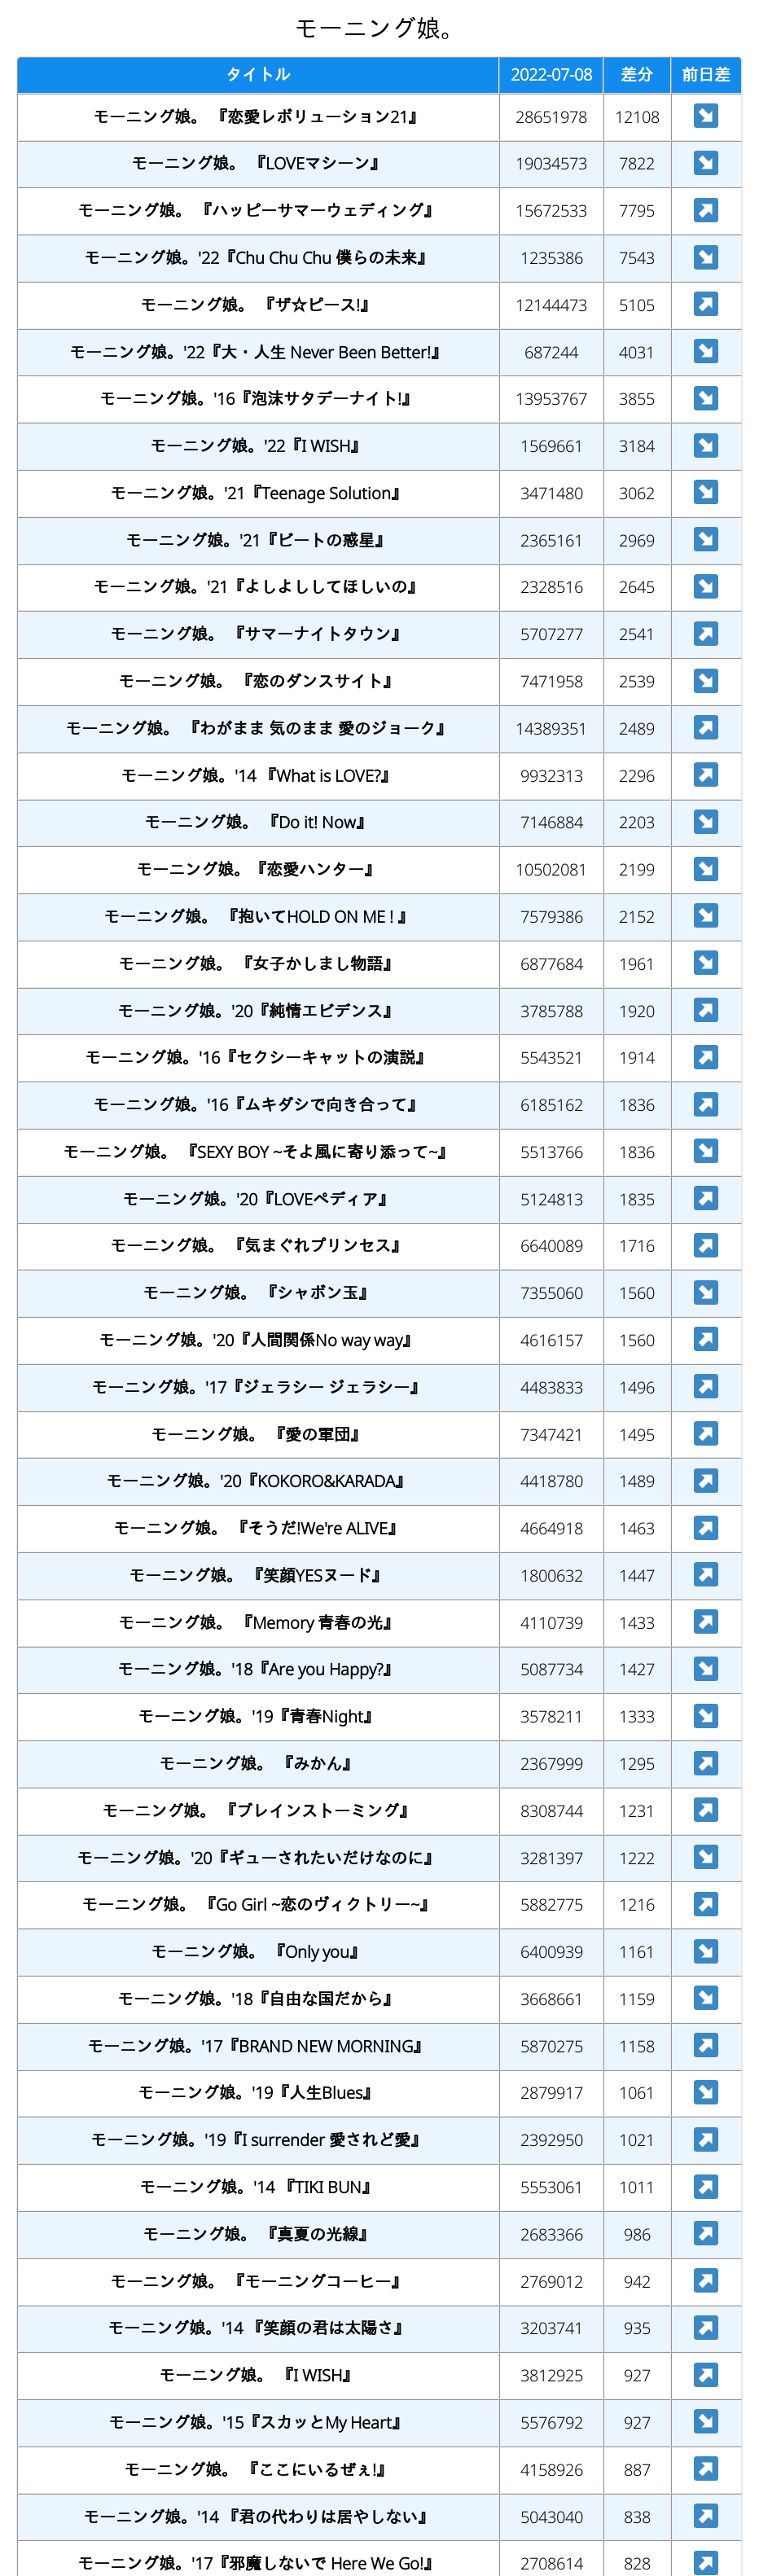 モーニング娘。
タイトル 2022-07-08 差分 前日差
モーニング娘。 『恋愛レボリューション21』 28651978 12108 ↘
モーニング娘。 『LOVEマシーン』 19034573 7822 ↘
モーニング娘。 『ハッピーサマーウェディング』 15672533 7795 ↗
モーニング娘。'22『Chu Chu Chu 僕らの未来』 1235386 7543 ↘
モーニング娘。 『ザ☆ピース!』 12144473 5105 ↗
モーニング娘。'22『大・人生 Never Been Better!』 687244 4031 ↘
モーニング娘。'16『泡沫サタデーナイト!』 13953767 3855 ↘
モーニング娘。'22『I WISH』 1569661 3184 ↘
モーニング娘。'21『Teenage Solution』 3471480 3062 ↘
モーニング娘。'21『ビートの惑星』 2365161 2969 ↘
モーニング娘。'21『よしよししてほしいの』 2328516 2645 ↘
モーニング娘。 『サマーナイトタウン』 5707277 2541 ↗
モーニング娘。 『恋のダンスサイト』 7471958 2539 ↘
モーニング娘。 『わがまま 気のまま 愛のジョーク』 14389351 2489 ↗
モーニング娘。'14 『What is LOVE?』 9932313 2296 ↗
モーニング娘。 『Do it! Now』 7146884 2203 ↘
モーニング娘。『恋愛ハンター』 10502081 2199 ↘
モーニング娘。 『抱いてHOLD ON ME ! 』 7579386 2152 ↘
モーニング娘。 『女子かしまし物語』 6877684 1961 ↘
モーニング娘。'20『純情エビデンス』 3785788 1920 ↗
モーニング娘。'16『セクシーキャットの演説』 5543521 1914 ↗
モーニング娘。'16『ムキダシで向き合って』 6185162 1836 ↗
モーニング娘。 『SEXY BOY ~そよ風に寄り添って~』 5513766 1836 ↘
モーニング娘。'20『LOVEペディア』 5124813 1835 ↗
モーニング娘。 『気まぐれプリンセス』 6640089 1716 ↗
モーニング娘。 『シャボン玉』 7355060 1560 ↘
モーニング娘。'20『人間関係No way way』 4616157 1560 ↗
モーニング娘。'17『ジェラシー ジェラシー』 4483833 1496 ↗
モーニング娘。 『愛の軍団』 7347421 1495 ↗
モーニング娘。'20『KOKORO&KARADA』 4418780 1489 ↗
モーニング娘。 『そうだ!We're ALIVE』 4664918 1463 ↗
モーニング娘。 『笑顔YESヌード』 1800632 1447 ↗
モーニング娘。 『Memory 青春の光』 4110739 1433 ↗
モーニング娘。'18『Are you Happy?』 5087734 1427 ↘
モーニング娘。'19『青春Night』 3578211 1333 ↘
モーニング娘。 『みかん』 2367999 1295 ↗
モーニング娘。 『ブレインストーミング』 8308744 1231 ↗
モーニング娘。'20『ギューされたいだけなのに』 3281397 1222 ↘
モーニング娘。 『Go Girl ~恋のヴィクトリー~』 5882775 1216 ↗
モーニング娘。 『Only you』 6400939 1161 ↘
モーニング娘。'18『自由な国だから』 3668661 1159 ↘
モーニング娘。'17『BRAND NEW MORNING』 5870275 1158 ↗
モーニング娘。'19『人生Blues』 2879917 1061 ↘
モーニング娘。'19『I surrender 愛されど愛』 2392950 1021 ↗
モーニング娘。'14 『TIKI BUN』 5553061 1011 ↗
モーニング娘。 『真夏の光線』 2683366 986 ↗
モーニング娘。 『モーニングコーヒー』 2769012 942 ↗
モーニング娘。'14 『笑顔の君は太陽さ』 3203741 935 ↗
モーニング娘。 『I WISH』 3812925 927 ↗
モーニング娘。'15『スカッとMy Heart』 5576792 927 ↘
モーニング娘。 『ここにいるぜぇ!』 4158926 887 ↗
モーニング娘。'14 『君の代わりは居やしない』 5043040 838 ↗
モーニング娘。'17『邪魔しないで Here We Go!』 2708614 828 ↗